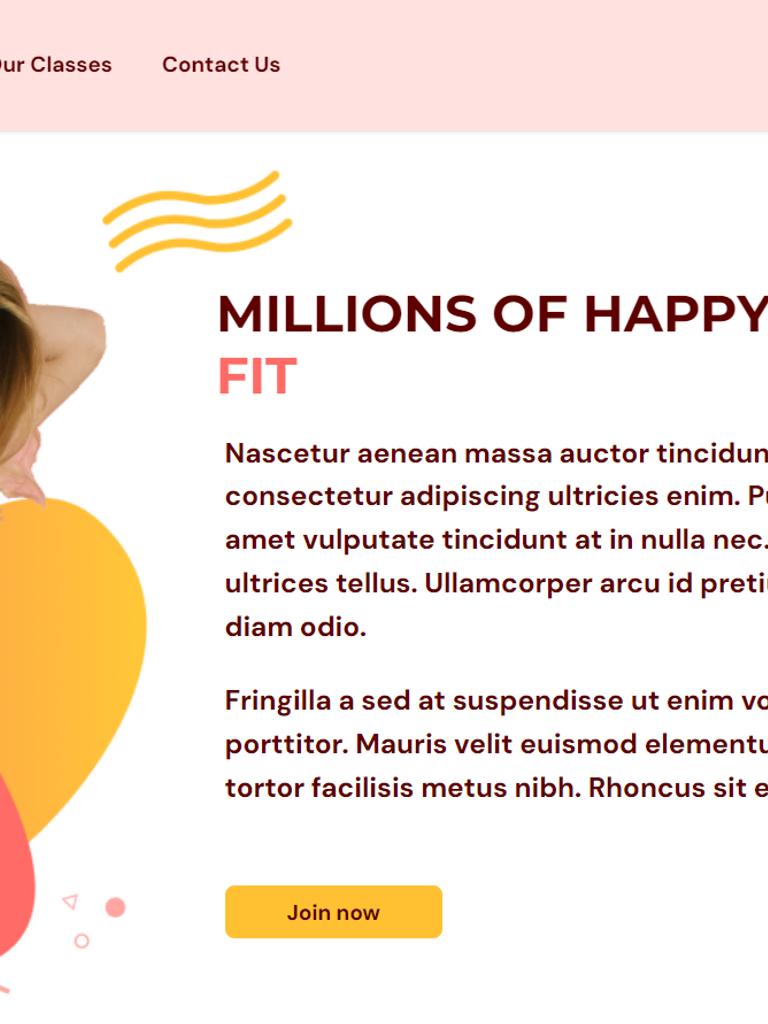 Our Classes Contact Us
MILLIONS OF HAPPY
FIT
Nascetur aenean massa auctor tincidun
consectetur adipiscing ultricies enim.
amet vulputate tincidunt at in nulla nec.
ultrices tellus. Ullamcorper arcu id preti
diam odio.
Fringilla a sed at suspendisse ut enim vo
porttitor. Mauris velit euismod elementu
tortor facilisis metus nibh. Rhoncus sit e
Join now